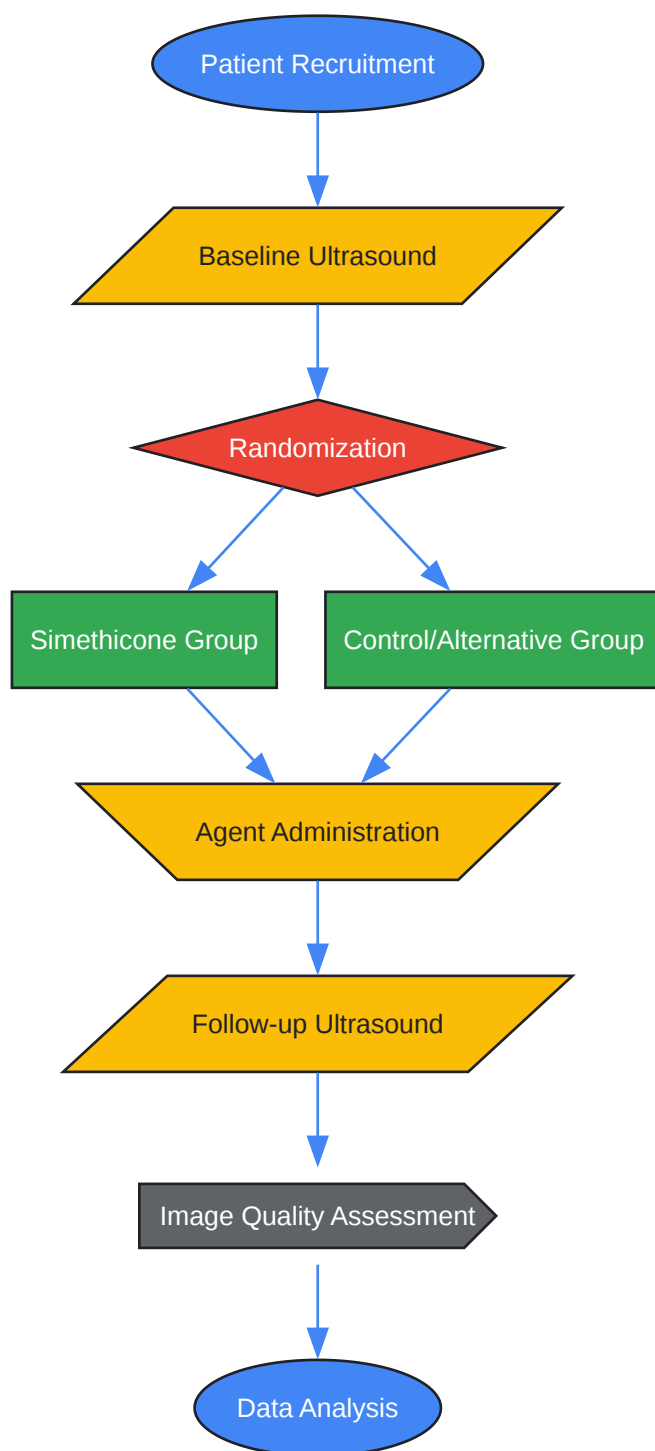 Patient Recruitment
Baseline Ultrasound
Randomization
Simethicone Group
Control/Alternative Group
Agent Administration
Follow-up Ultrasound
Image Quality Assessment
Data Analysis